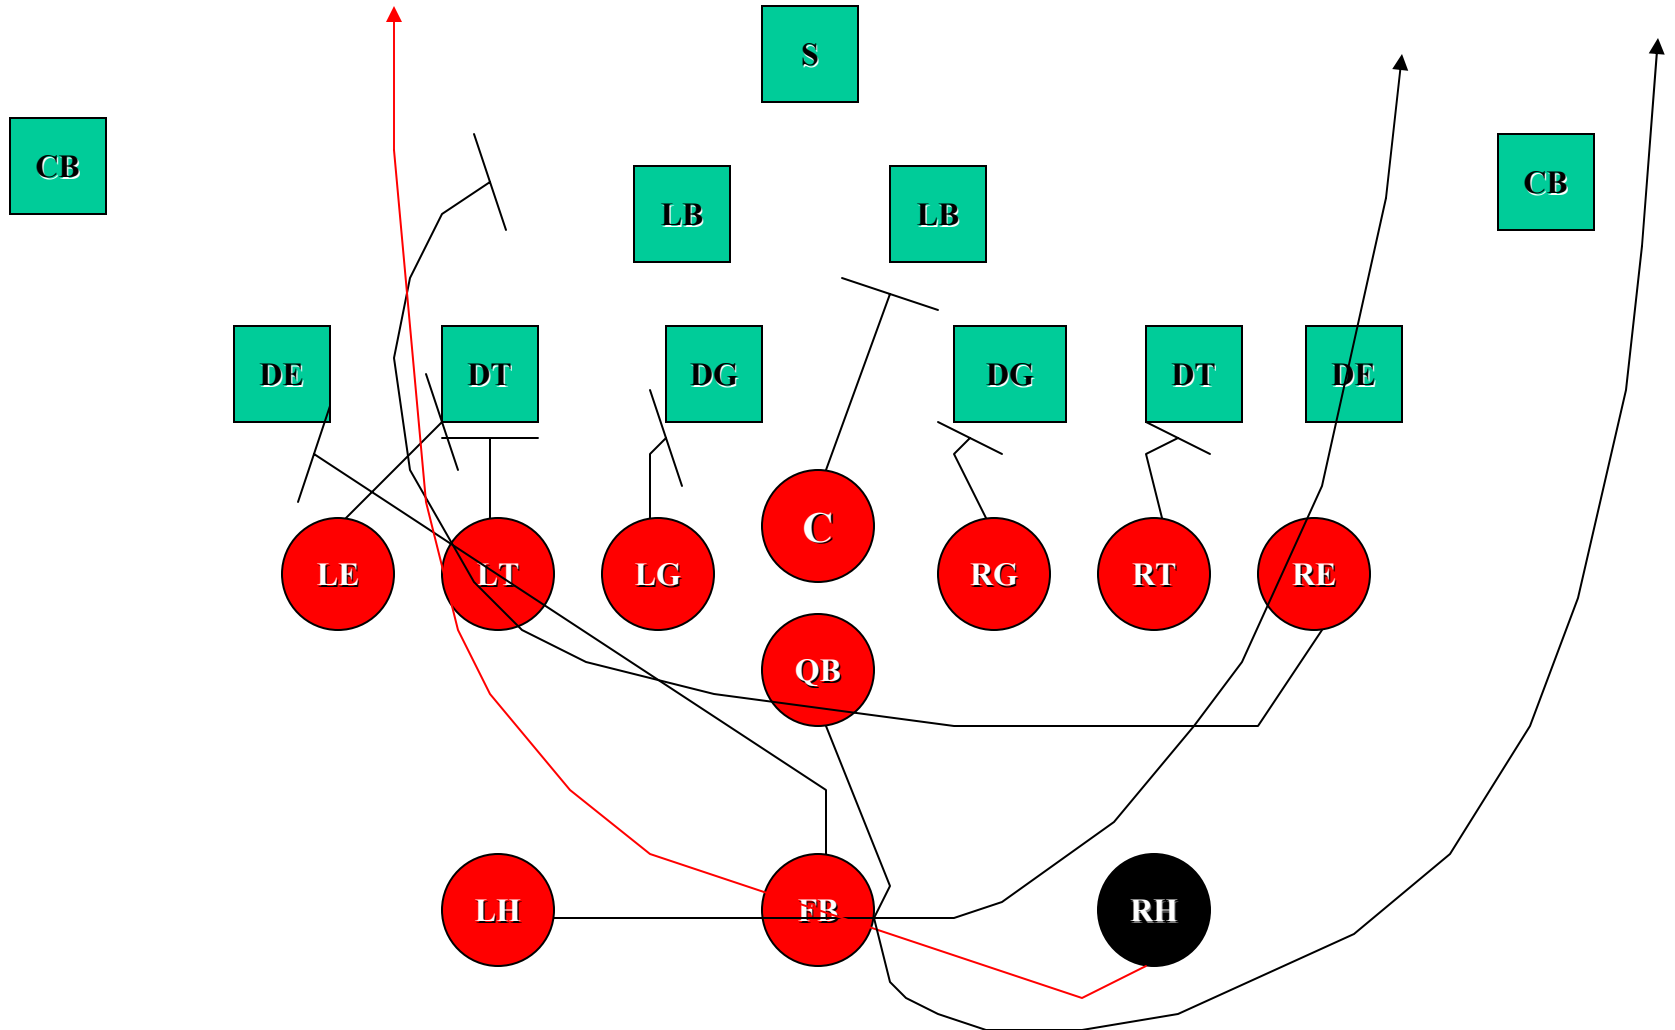 S
CB
CB
LB
LB
DE
DT
DG
DG
DT
DE
C
LE
LT
LG
RG
RT
RE
QB
LH
FB
RH